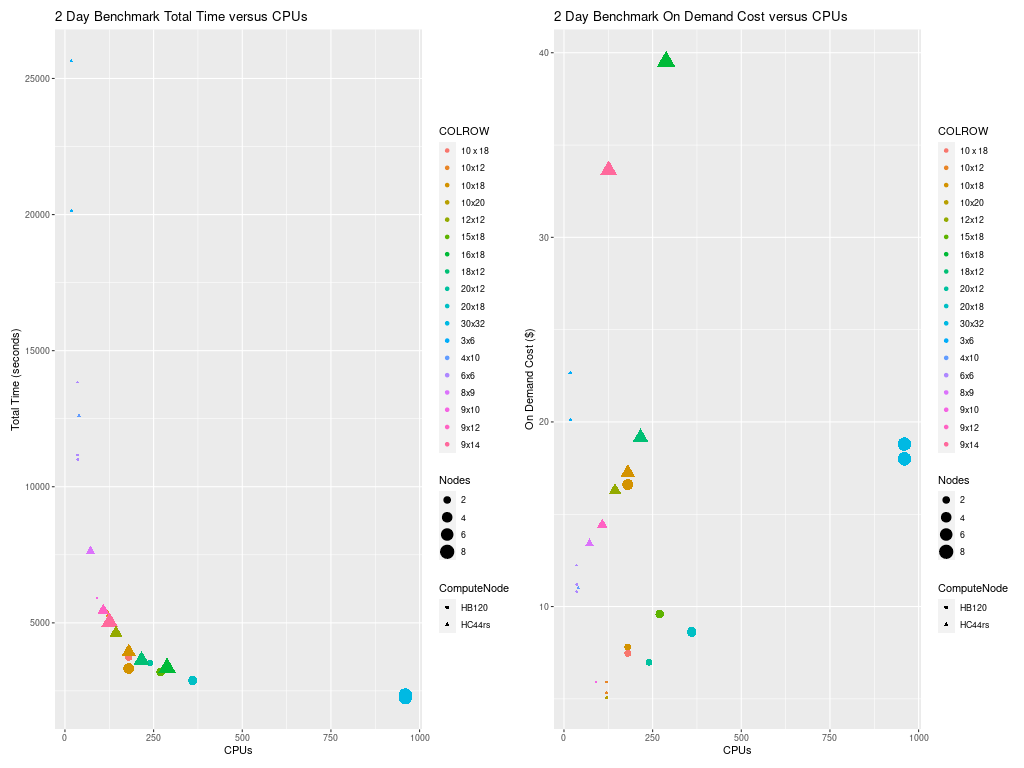 2 Day Benchmark Total Time versus CPUs
Total Time (seconds)
25000
20000
15000
10000
5000
0
250
500
750
1000
CPUs
COLROW
10 x 18
10x12
10x18
10x20
12x12
15x18
16x18
18x12
20x12
20x18
30x32
3x6
4x10
6x6
8x9
9x10
9x12
9x14
Nodes
2
4
6
8
ComputeNode
HB120
HC44rs
2 Day Benchmark On Demand Cost versus CPUs
On Demand Cost ($)
40
30
20
10
0
250
500
750
1000
CPUs
COLROW
10 x 18
10x12
10x18
10x20
12x12
15x18
16x18
18x12
20x12
20x18
30x32
3x6
4x10
6x6
8x9
9x10
9x12
9x14
Nodes
2
4
6
8
ComputeNode
HB120
HC44rs